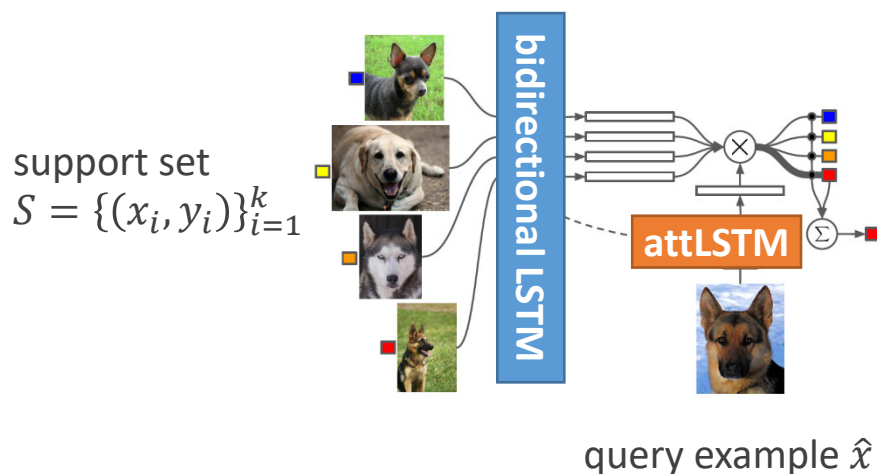 support set
S = {(x_i, y_i)}_{i=1}^k
bidirectional LSTM
×
attLSTM
Σ
query example x̂